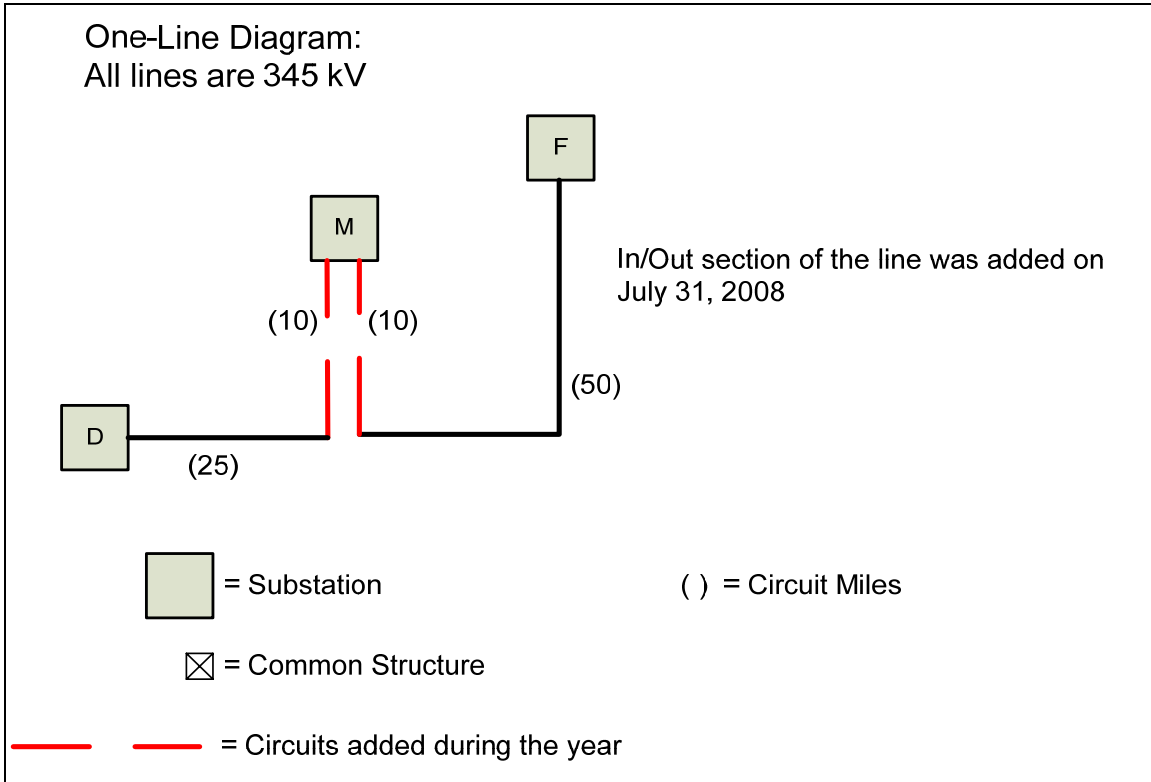 One-Line Diagram:
All lines are 345 kV
F
M
In/Out section of the line was added on
July 31, 2008
(10)
(10)
(50)
D
(25)
= Substation
( ) = Circuit Miles
= Common Structure
= Circuits added during the year